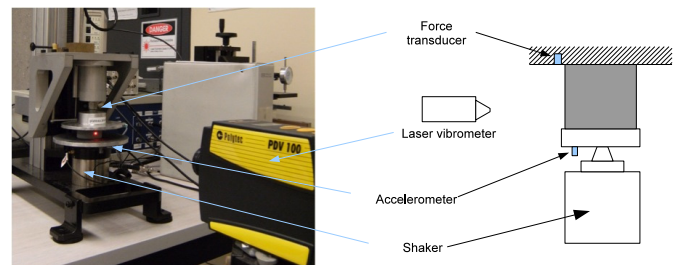 DANGER
Polytec
PDV 100
Force
transducer
Laser vibrometer
Accelerometer
Shaker